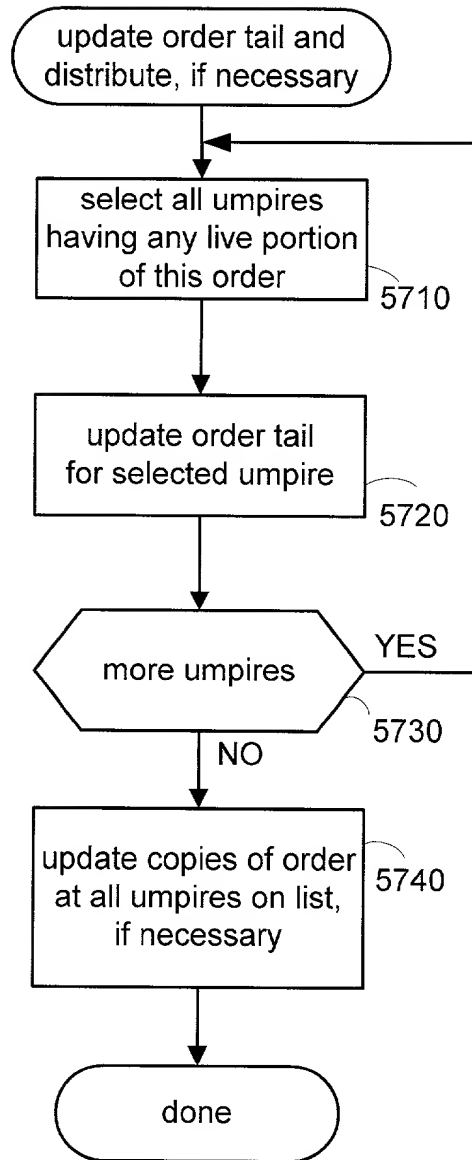 update order tail and
distribute, if necessary
select all umpires
having any live portion
of this order
5710
update order tail
for selected umpire
5720
more umpires
YES
5730
NO
update copies of order
at all umpires on list,
if necessary
5740
done